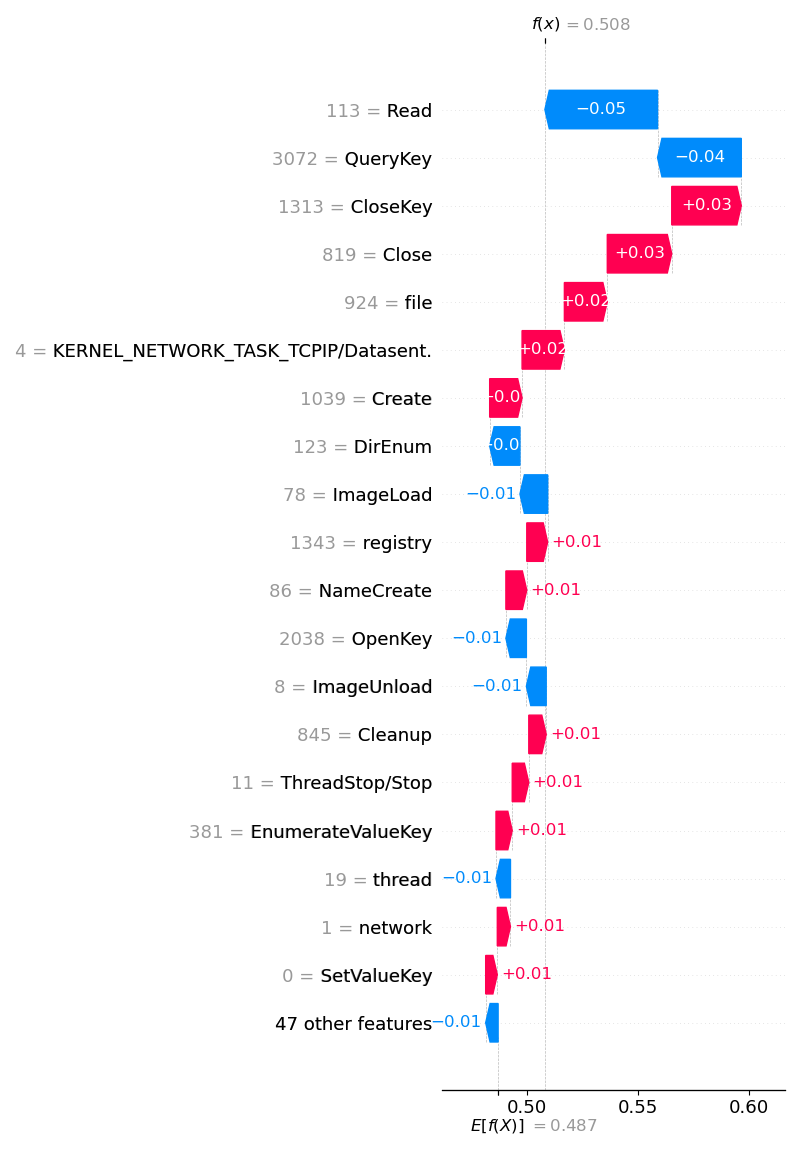 f(x) = 0.508
113 = Read −0.05
3072 = QueryKey −0.04
1313 = CloseKey +0.03
819 = Close +0.03
924 = file +0.02
4 = KERNEL_NETWORK_TASK_TCPIP/Datasent. +0.02
1039 = Create
123 = DirEnum
78 = ImageLoad −0.01
1343 = registry +0.01
86 = NameCreate +0.01
2038 = OpenKey −0.01
8 = ImageUnload −0.01
845 = Cleanup +0.01
11 = ThreadStop/Stop +0.01
381 = EnumerateValueKey +0.01
19 = thread −0.01
1 = network +0.01
0 = SetValueKey +0.01
47 other features −0.01
0.50 0.55 0.60
E[f(X)] = 0.487